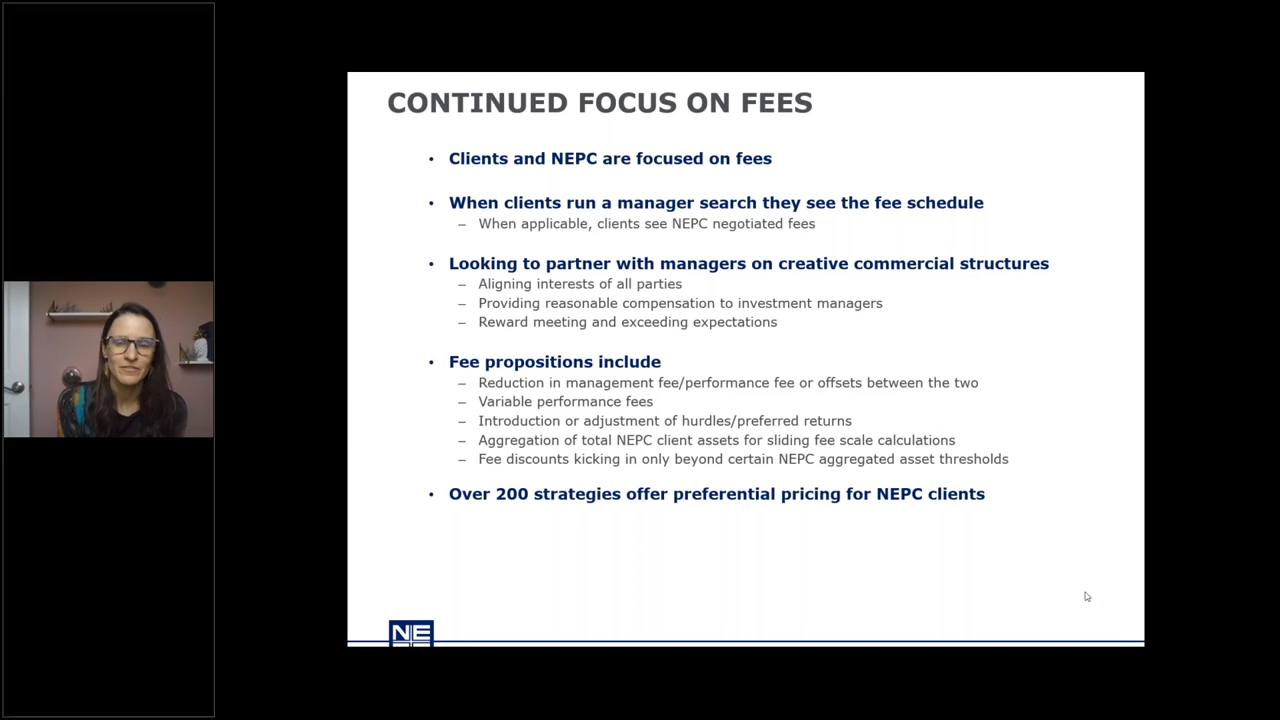 CONTINUED FOCUS ON FEES
• Clients and NEPC are focused on fees
• When clients run a manager search they see the fee schedule
– When applicable, clients see NEPC negotiated fees
• Looking to partner with managers on creative commercial structures
– Aligning interests of all parties
– Providing reasonable compensation to investment managers
– Reward meeting and exceeding expectations
• Fee propositions include
– Reduction in management fee/performance fee or offsets between the two
– Variable performance fees
– Introduction or adjustment of hurdles/preferred returns
– Aggregation of total NEPC client assets for sliding fee scale calculations
– Fee discounts kicking in only beyond certain NEPC aggregated asset thresholds
• Over 200 strategies offer preferential pricing for NEPC clients
NE